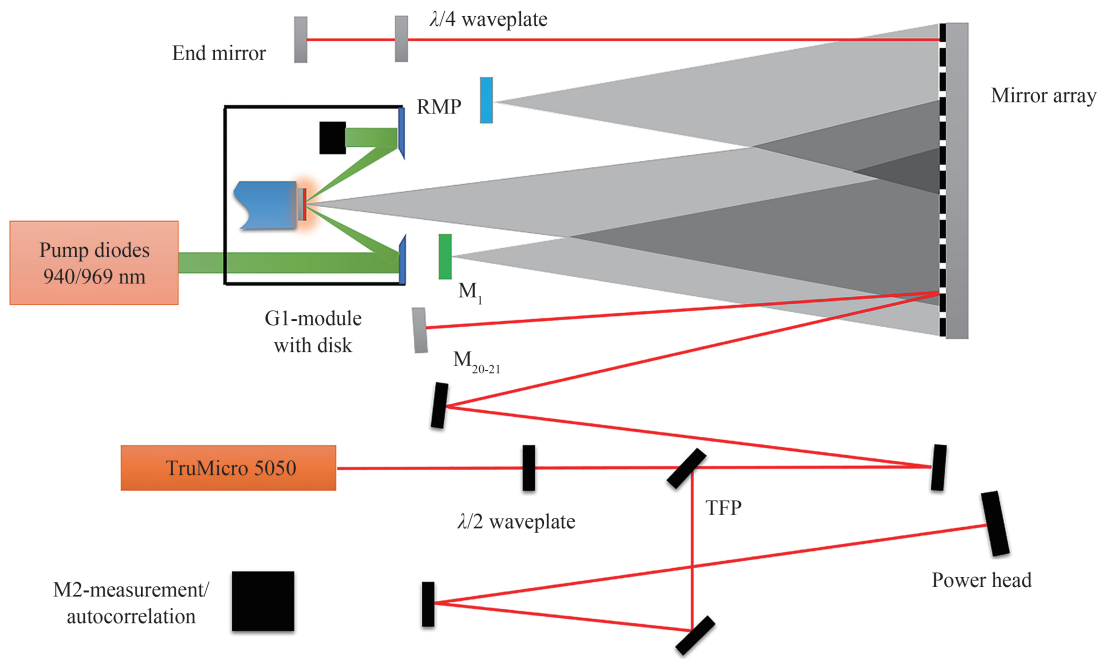 λ/4 waveplate
End mirror
RMP
Mirror array
Pump diodes
940/969 nm
M1
G1-module
with disk
M20-21
TruMicro 5050
TFP
λ/2 waveplate
Power head
M2-measurement/
autocorrelation